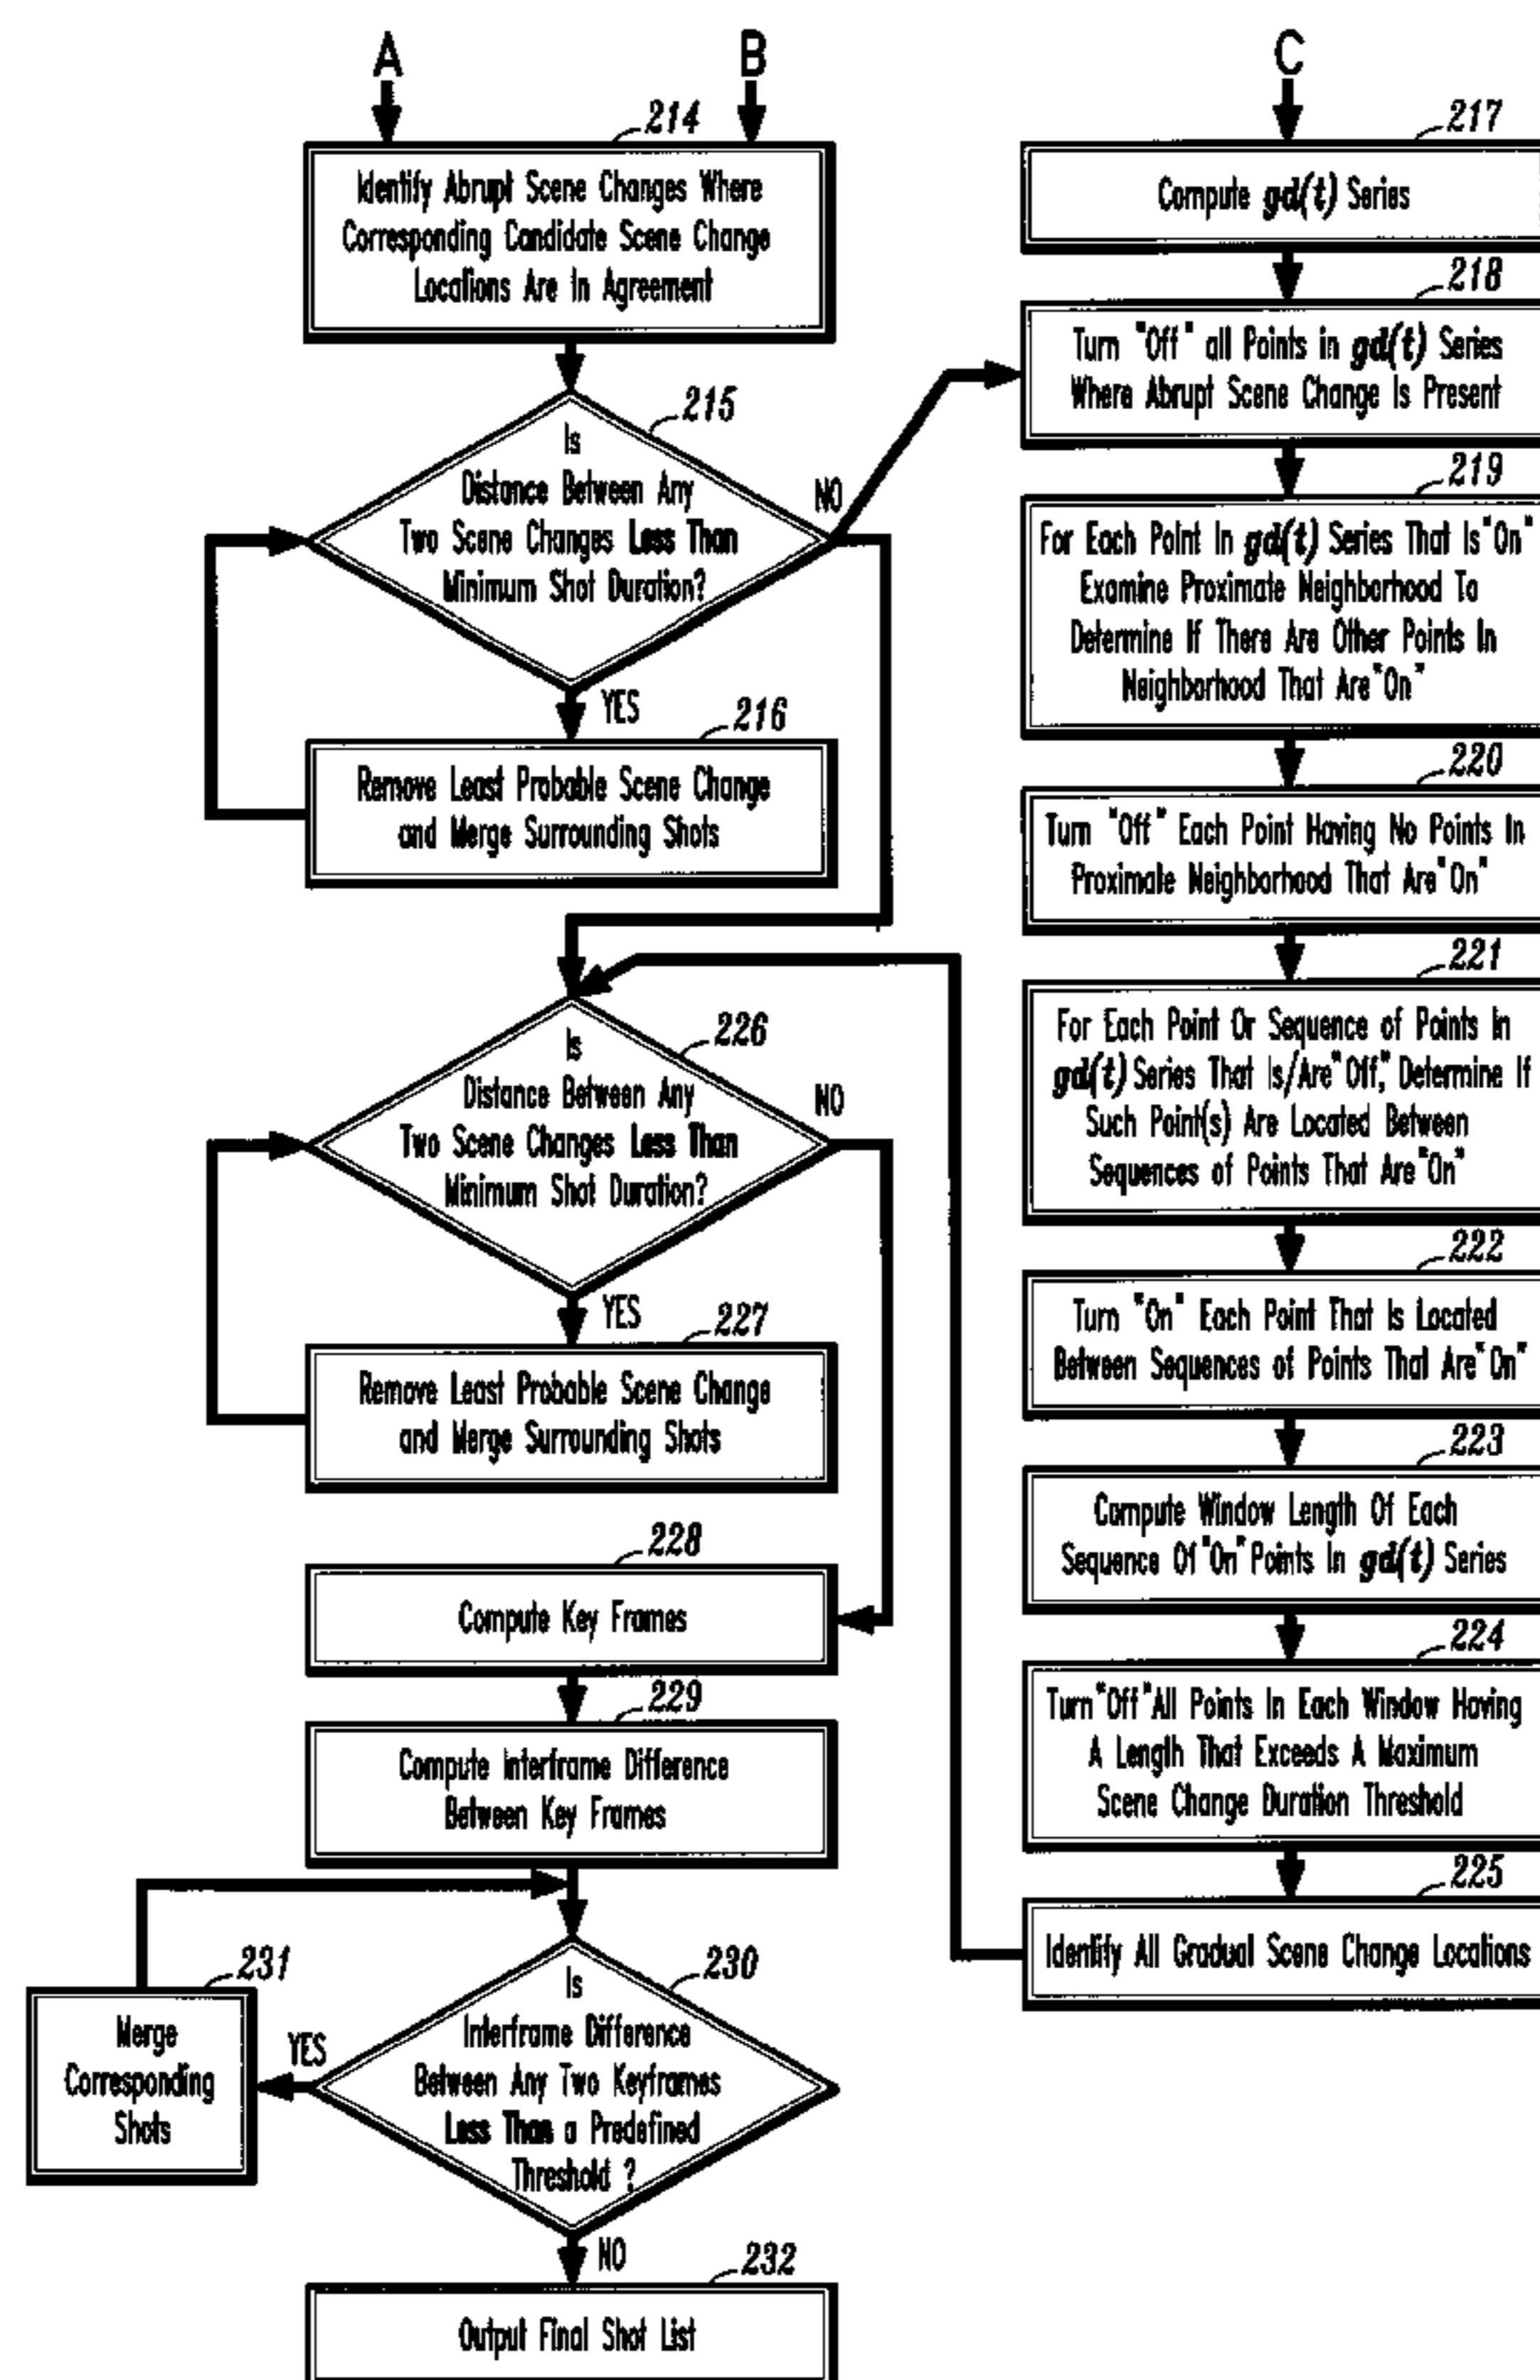 A
B
214
Identify Abrupt Scene Changes Where
Corresponding Candidate Scene Change
Locations Are In Agreement
215
Is
Distance Between Any
Two Scene Changes Less Than
Minimum Shot Duration?
NO
YES
216
Remove Least Probable Scene Change
and Merge Surrounding Shots
226
Is
Distance Between Any
Two Scene Changes Less Than
Minimum Shot Duration?
NO
YES
227
Remove Least Probable Scene Change
and Merge Surrounding Shots
228
Compute Key Frames
229
Compute Interframe Difference
Between Key Frames
230
Is
Interframe Difference
Between Any Two Keyframes
Less Than a Predefined
Threshold ?
YES
231
Merge
Corresponding
Shots
NO
232
Output Final Shot List
C
217
Compute gd(t) Series
218
Turn "Off" all Points in gd(t) Series
Where Abrupt Scene Change Is Present
219
For Each Point In gd(t) Series That Is "On"
Examine Proximate Neighborhood To
Determine If There Are Other Points In
Neighborhood That Are "On"
220
Turn "Off" Each Point Having No Points In
Proximate Neighborhood That Are "On"
221
For Each Point Or Sequence of Points In
gd(t) Series That Is/Are "Off," Determine If
Such Point(s) Are Located Between
Sequences of Points That Are "On"
222
Turn "On" Each Point That Is Located
Between Sequences of Points That Are "On"
223
Compute Window Length Of Each
Sequence Of "On" Points In gd(t) Series
224
Turn "Off" All Points In Each Window Having
A Length That Exceeds A Maximum
Scene Change Duration Threshold
225
Identify All Gradual Scene Change Locations